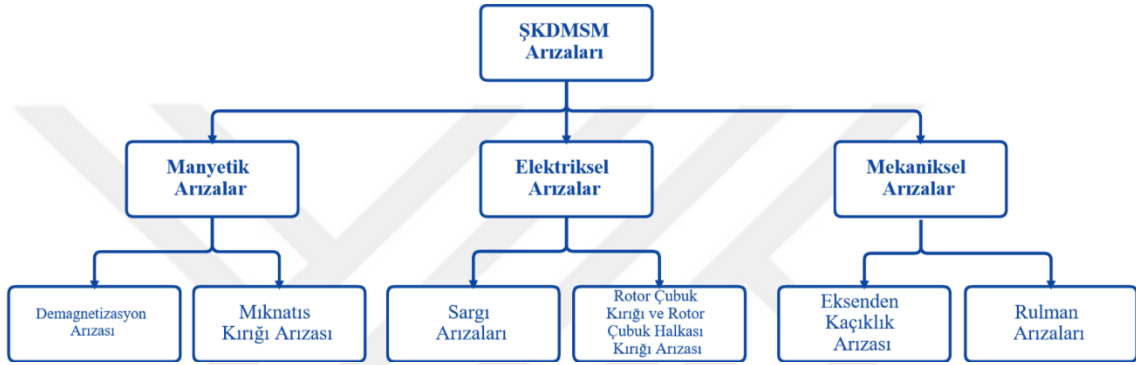 ŞKDMSM
Arızaları
Manyetik
Arızalar
Elektriksel
Arızalar
Mekaniksel
Arızalar
Demagnetizasyon
Arızası
Mıknatıs
Kırığı Arızası
Sargı
Arızaları
Rotor Çubuk
Kırığı ve Rotor
Çubuk Halkası
Kırığı Arızası
Eksenden
Kaçıklık
Arızası
Rulman
Arızaları